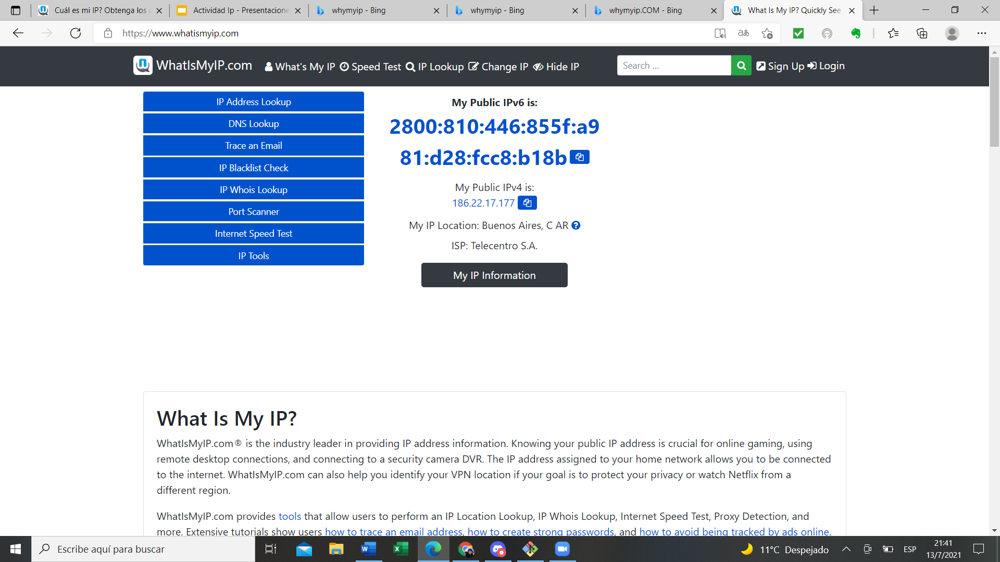 Cuál es mi IP? Obtenga los
Actividad Ip - Presentacione
whymyip - Bing
whymyip - Bing
whymyip.COM - Bing
What Is My IP? Quickly See
https://www.whatismyip.com
WhatIsMyIP.com
What's My IP
Speed Test
IP Lookup
Change IP
Hide IP
Search ...
Sign Up
Login
IP Address Lookup
DNS Lookup
Trace an Email
IP Blacklist Check
IP Whois Lookup
Port Scanner
Internet Speed Test
IP Tools
My Public IPv6 is:
2800:810:446:855f:a9
81:d28:fcc8:b18b
My Public IPv4 is:
186.22.17.177
My IP Location: Buenos Aires, C AR
ISP: Telecentro S.A.
My IP Information
What Is My IP?
WhatIsMyIP.com® is the industry leader in providing IP address information. Knowing your public IP address is crucial for online gaming, using
remote desktop connections, and connecting to a security camera DVR. The IP address assigned to your home network allows you to be connected
to the internet. WhatIsMyIP.com can also help you identify your VPN location if your goal is to protect your privacy or watch Netflix from a
different region.
WhatIsMyIP.com provides tools that allow users to perform an IP Location Lookup, IP Whois Lookup, Internet Speed Test, Proxy Detection, and
more. Extensive tutorials show users how to trace an email address, how to create strong passwords, and how to avoid being tracked by ads online.
Escribe aquí para buscar
11°C Despejado
ESP
21:41
13/7/2021